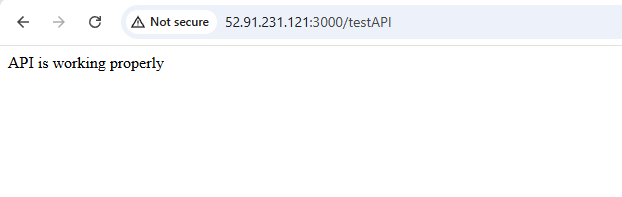 Not secure 52.91.231.121:3000/testAPI
API is working properly